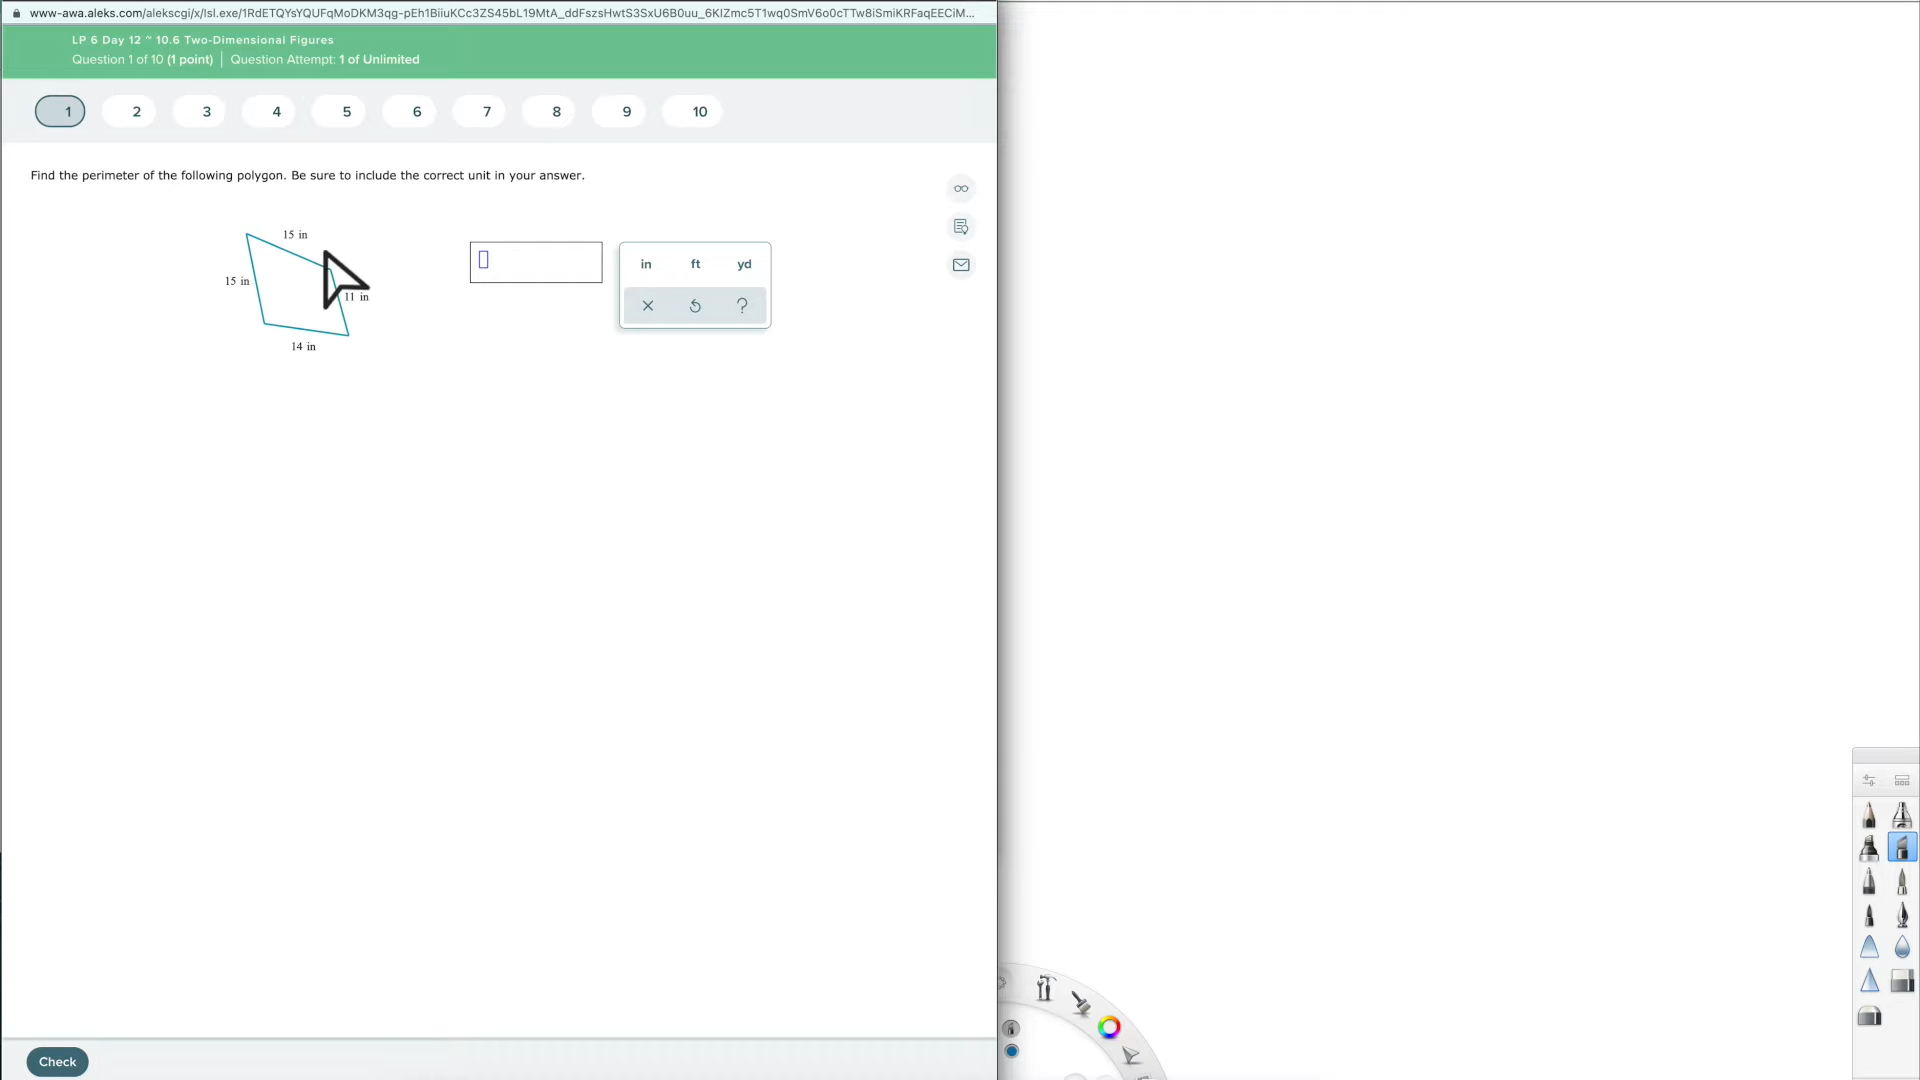 www-awa.aleks.com/alekscgi/x/Isl.exe/1RdETQYsYQUFqMoDKM3qg-pEh1BiiuKCc3ZS45bL19MtA_ddFszsHwtS3SxU6B0uu_6KIZmc5T1wq0SmV6o0cTTw8iSmiKRFaqEECiM...
LP 6 Day 12 ~ 10.6 Two-Dimensional Figures
Question 1 of 10 (1 point) | Question Attempt: 1 of Unlimited
1 2 3 4 5 6 7 8 9 10
Find the perimeter of the following polygon. Be sure to include the correct unit in your answer.
15 in
15 in
11 in
14 in
in ft yd
?
Check